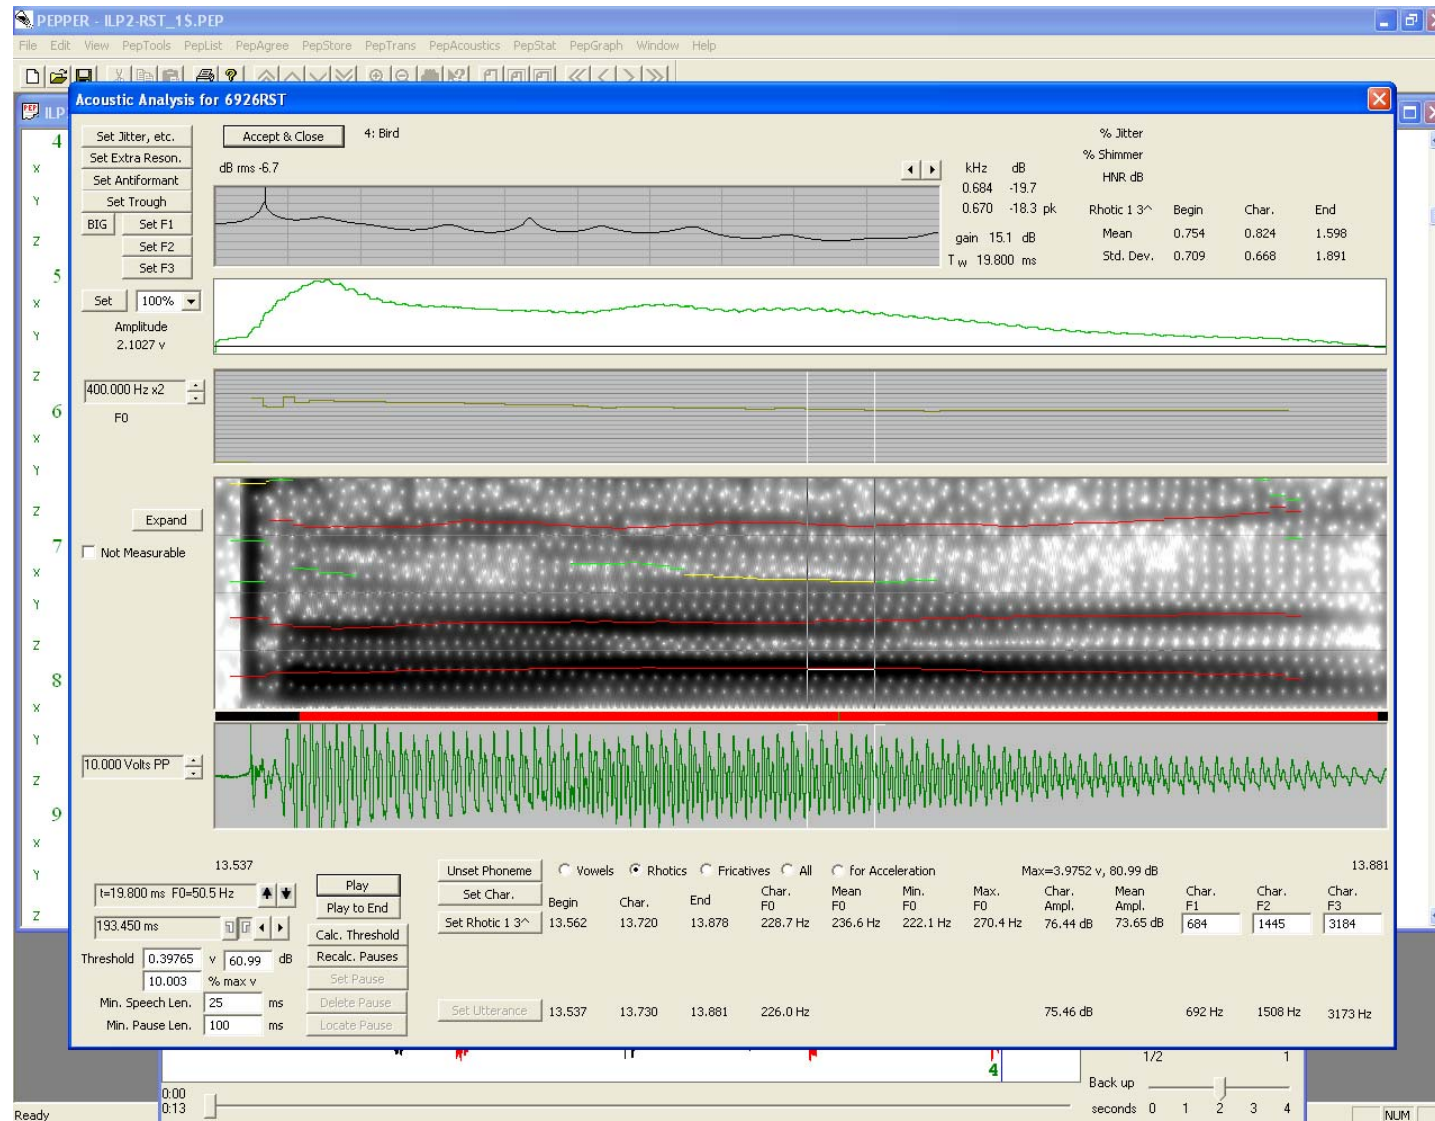 PEPPER - ILP2-RST_1S.PEP
File Edit View PepTools PepList PepAgree PepStore PepTrans PepAcoustics PepStat PepGraph Window Help
Acoustic Analysis for 6926RST
PEP ILP
4
X
Y
Z
5
X
Y
Z
6
X
Y
Z
7
X
Y
Z
8
X
Y
Z
9
X
Y
Z
Set Jitter, etc.
Set Extra Reson.
Set Antiformant
Set Trough
BIG Set F1
Set F2
Set F3
Set 100%
Amplitude
2.1027 v
400.000 Hz x2
F0
Expand
Not Measurable
10.000 Volts PP
Accept & Close 4: Bird
dB rms -6.7
kHz dB
0.684 -19.7
0.670 -18.3 pk
gain 15.1 dB
T w 19.800 ms
% Jitter
% Shimmer
HNR dB
Rhotic 1 3^ Begin Char. End
Mean 0.754 0.824 1.598
Std. Dev. 0.709 0.668 1.891
13.537 13.881
t=19.800 ms F0=50.5 Hz
193.450 ms
Threshold 0.39765 v 60.99 dB
10.003 % max v
Min. Speech Len. 25 ms
Min. Pause Len. 100 ms
Play
Play to End
Calc. Threshold
Recalc. Pauses
Set Pause
Delete Pause
Locate Pause
Unset Phoneme Vowels Rhotics Fricatives All for Acceleration Max=3.9752 v, 80.99 dB
Set Char. Begin Char. End Char. F0 Mean F0 Min. F0 Max. F0 Char. Ampl. Mean Ampl. Char. F1 Char. F2 Char. F3
Set Rhotic 1 3^ 13.562 13.720 13.878 228.7 Hz 236.6 Hz 222.1 Hz 270.4 Hz 76.44 dB 73.65 dB 684 1445 3184
Set Utterance 13.537 13.730 13.881 226.0 Hz 75.46 dB 692 Hz 1508 Hz 3173 Hz
4
1/2 1
Back up
seconds 0 1 2 3 4
0:00
0:13
Ready NUM